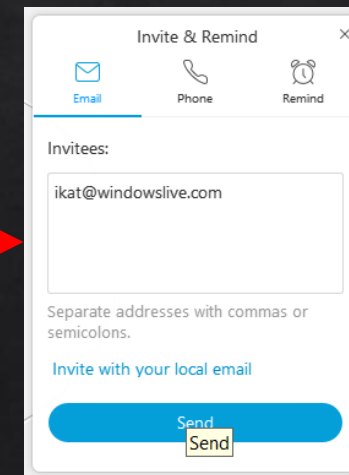 Invite & Remind ×
Email Phone Remind
Invitees:
ikat@windowslive.com
Separate addresses with commas or
semicolons.
Invite with your local email
Send
Send